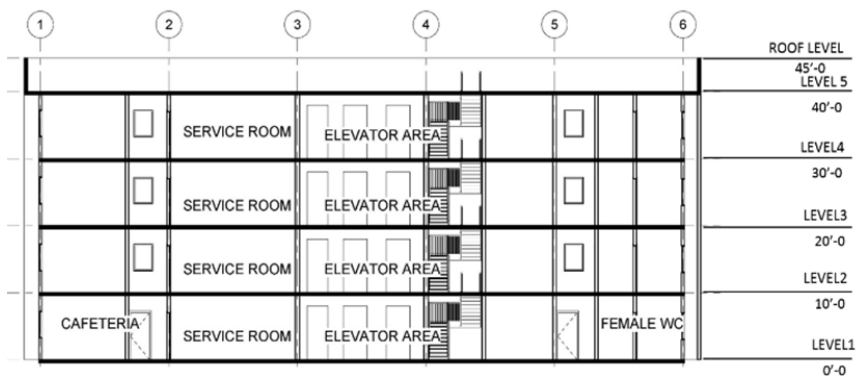 1 2 3 4 5 6
ROOF LEVEL
45'-0
LEVEL 5
40'-0
SERVICE ROOM ELEVATOR AREA
LEVEL4
30'-0
SERVICE ROOM ELEVATOR AREA
LEVEL3
20'-0
SERVICE ROOM ELEVATOR AREA
LEVEL2
10'-0
CAFETERIA FEMALE WC
SERVICE ROOM ELEVATOR AREA
LEVEL1
0'-0